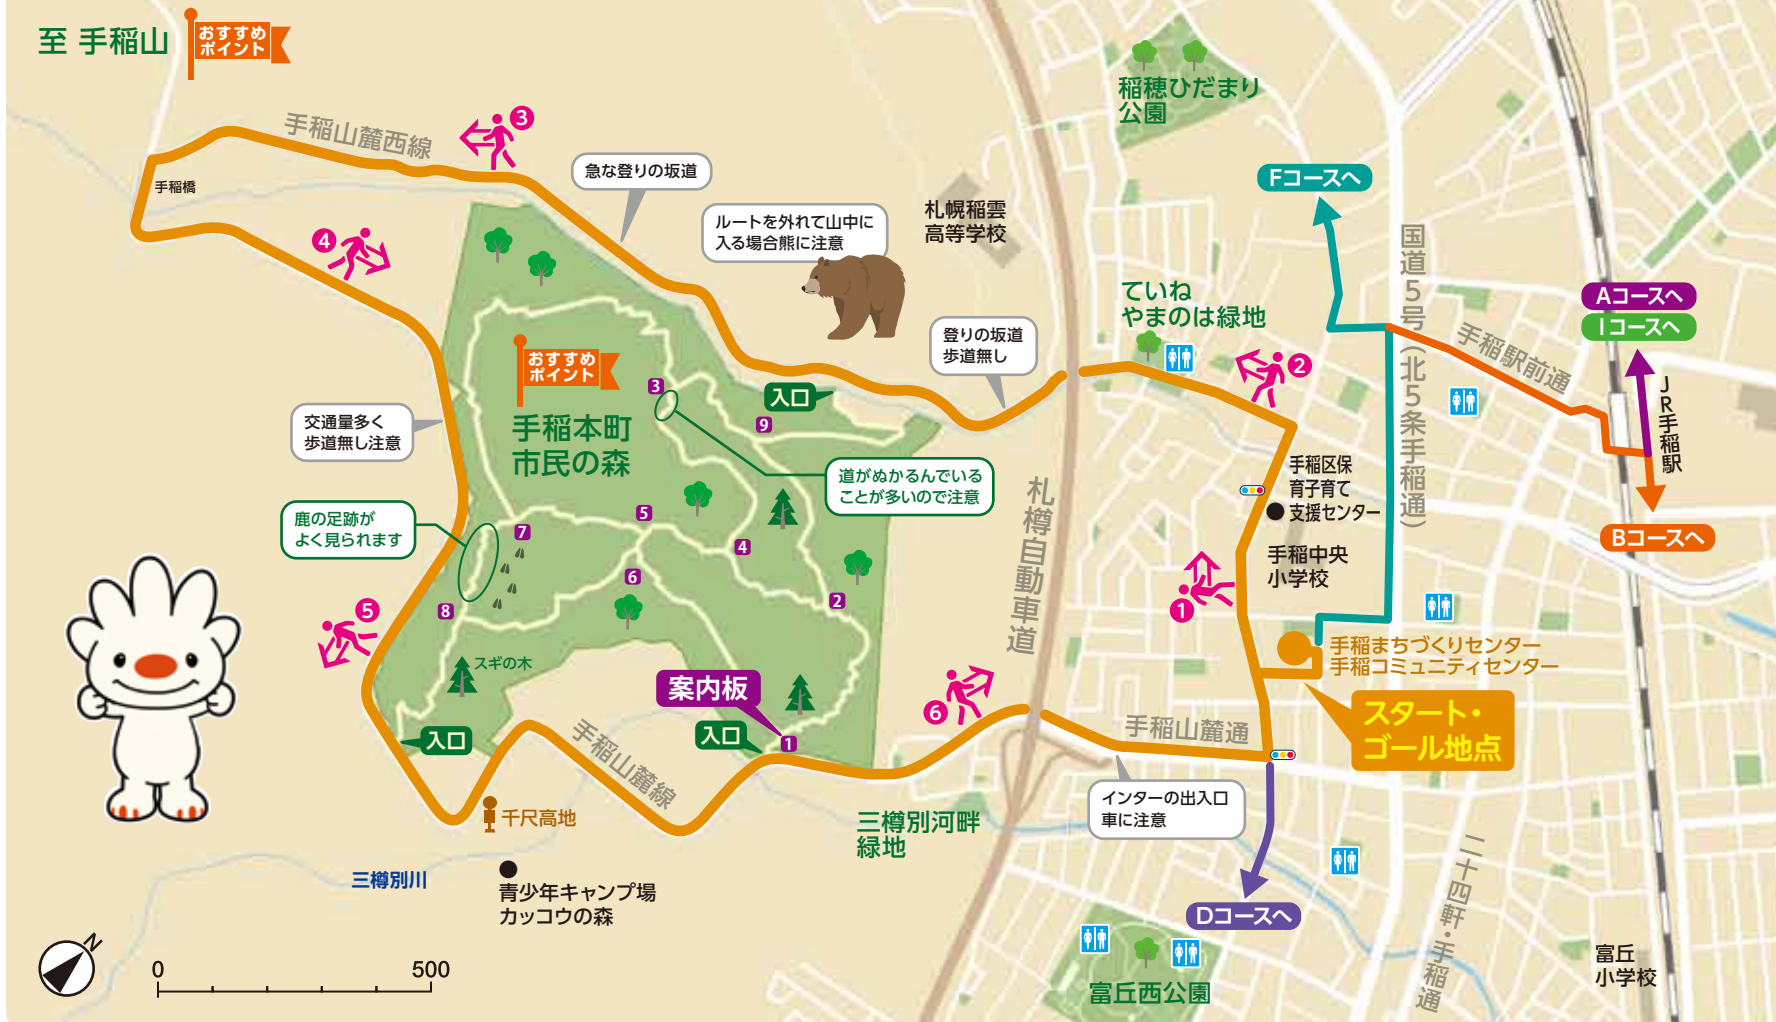 至 手稲山
おすすめ
ポイント
手稲山麓西線
3
手稲橋
急な登りの坂道
ルートを外れて山中に
入る場合熊に注意
札幌稲雲
高等学校
稲穂ひだまり
公園
Fコースへ
国道5号(北5条手稲通)
Aコースへ
Iコースへ
手稲駅前通
JR手稲駅
Bコースへ
4
おすすめ
ポイント
手稲本町
市民の森
3
9
入口
登りの坂道
歩道無し
ていね
やまのは緑地
2
交通量多く
歩道無し注意
道がぬかるんでいる
ことが多いので注意
鹿の足跡が
よく見られます
7
5
4
6
2
8
5
スギの木
案内板
入口
入口
1
札樽自動車道
手稲区保
育子育て
支援センター
手稲中央
小学校
1
手稲まちづくりセンター
手稲コミュニティセンター
スタート・
ゴール地点
6
手稲山麓通
インターの出入口
車に注意
手稲山麓線
千尺高地
三樽別河畔
緑地
三樽別川
青少年キャンプ場
カッコウの森
Dコースへ
二十四軒・手稲通
富丘西公園
富丘
小学校
N
0
500